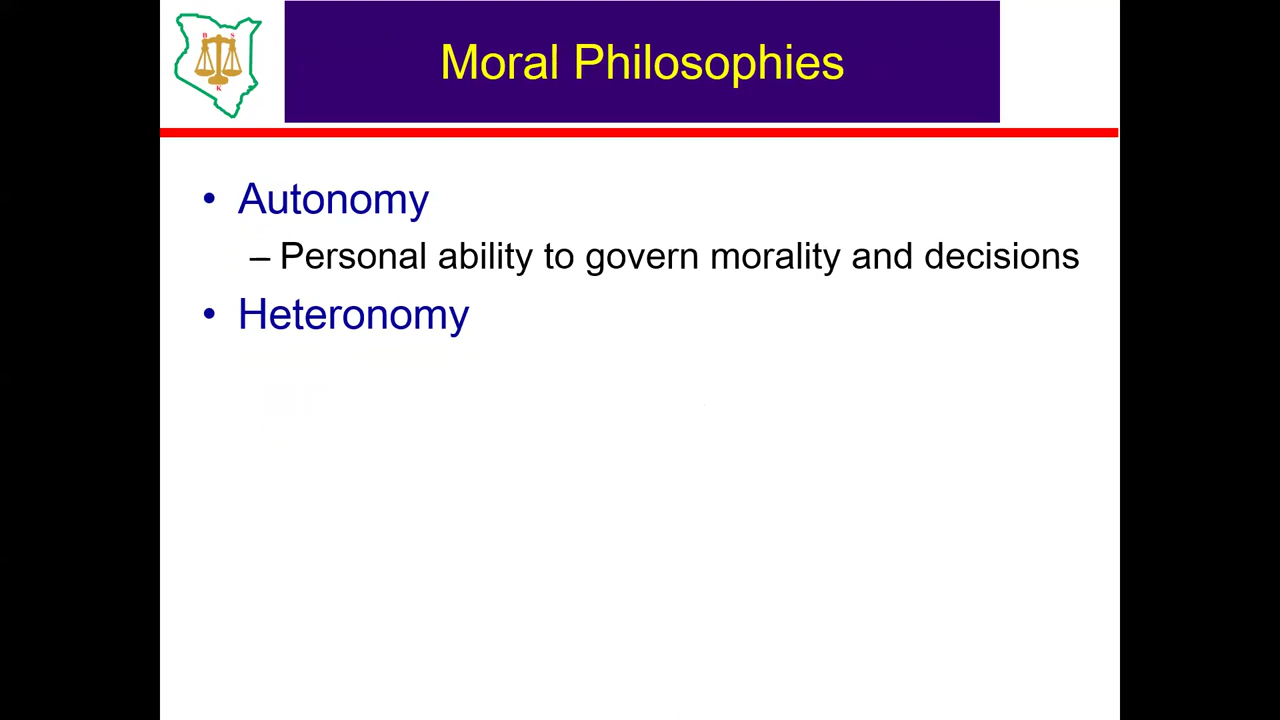 B S
K
Moral Philosophies
• Autonomy
– Personal ability to govern morality and decisions
• Heteronomy